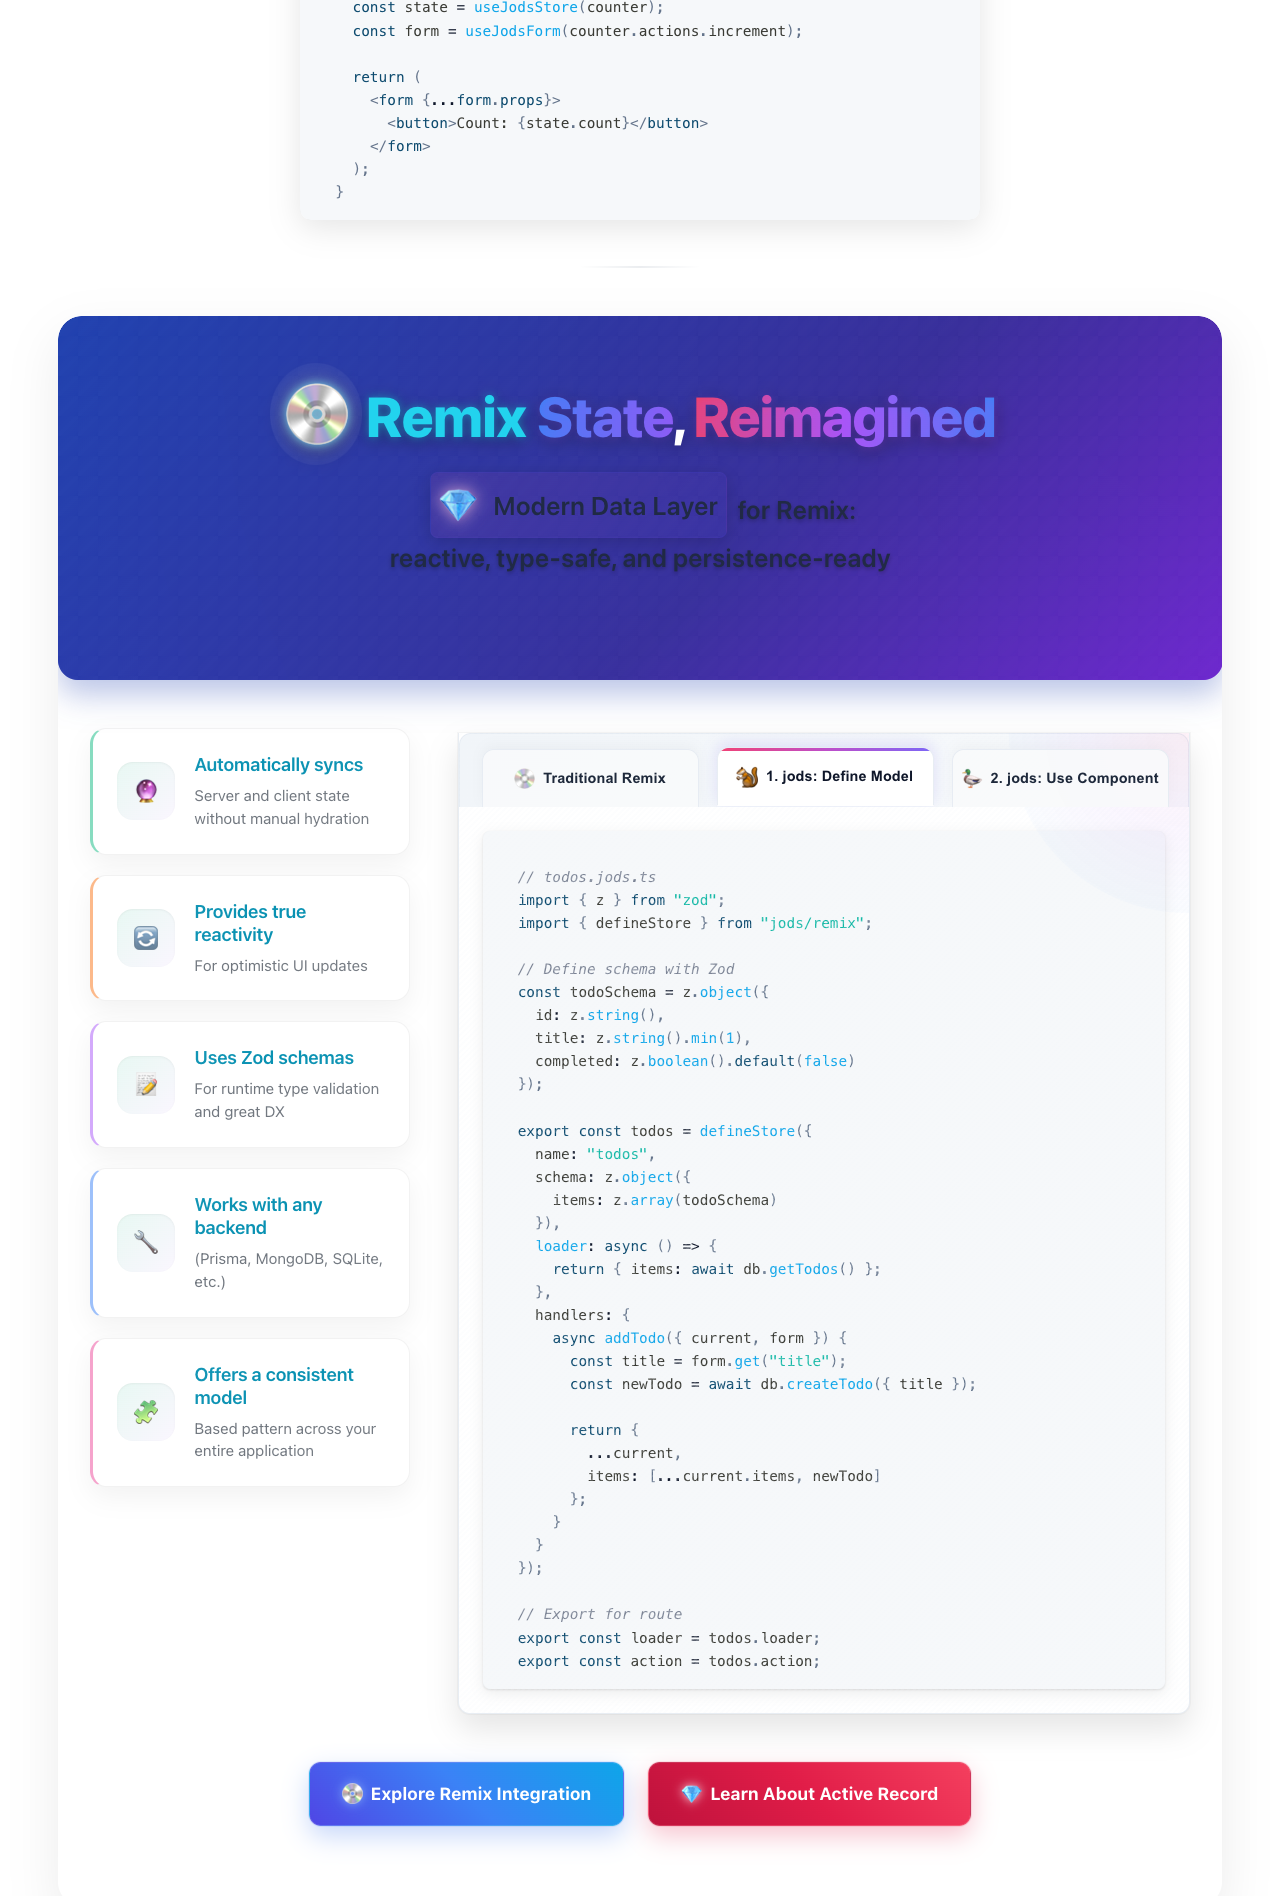 const state = useJodsStore(counter);
const form = useJodsForm(counter.actions.increment);
return (
<form {...form.props}>
<button>Count: {state.count}</button>
</form>
);
}
Remix State, Reimagined
Modern Data Layer for Remix:
reactive, type-safe, and persistence-ready
Automatically syncs
Server and client state
without manual hydration
Provides true
reactivity
For optimistic UI updates
Uses Zod schemas
For runtime type validation
and great DX
Works with any
backend
(Prisma, MongoDB, SQLite,
etc.)
Offers a consistent
model
Based pattern across your
entire application
Traditional Remix
1. jods: Define Model
2. jods: Use Component
// todos.jods.ts
import { z } from "zod";
import { defineStore } from "jods/remix";
// Define schema with Zod
const todoSchema = z.object({
id: z.string(),
title: z.string().min(1),
completed: z.boolean().default(false)
});
export const todos = defineStore({
name: "todos",
schema: z.object({
items: z.array(todoSchema)
}),
loader: async () => {
return { items: await db.getTodos() };
},
handlers: {
async addTodo({ current, form }) {
const title = form.get("title");
const newTodo = await db.createTodo({ title });
return {
...current,
items: [...current.items, newTodo]
};
}
}
});
// Export for route
export const loader = todos.loader;
export const action = todos.action;
Explore Remix Integration
Learn About Active Record